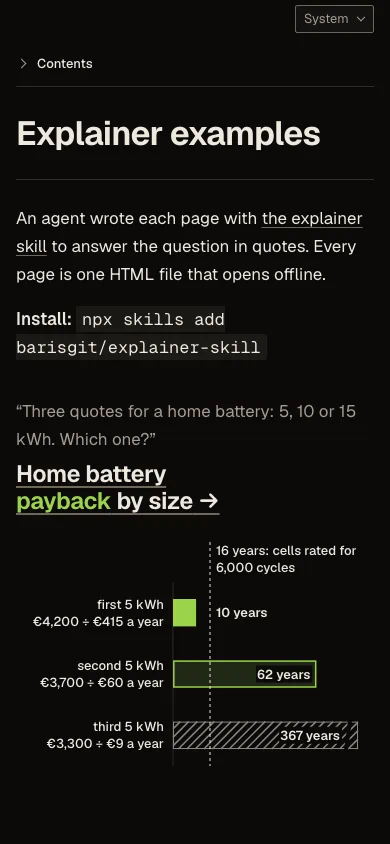 System
Contents
Explainer examples
An agent wrote each page with the explainer
skill to answer the question in quotes. Every
page is one HTML file that opens offline.
Install: npx skills add
barisgit/explainer-skill
“Three quotes for a home battery: 5, 10 or 15
kWh. Which one?”
Home battery
payback by size →
16 years: cells rated for
6,000 cycles
first 5 kWh
€4,200 ÷ €415 a year
10 years
second 5 kWh
€3,700 ÷ €60 a year
62 years
third 5 kWh
€3,300 ÷ €9 a year
367 years